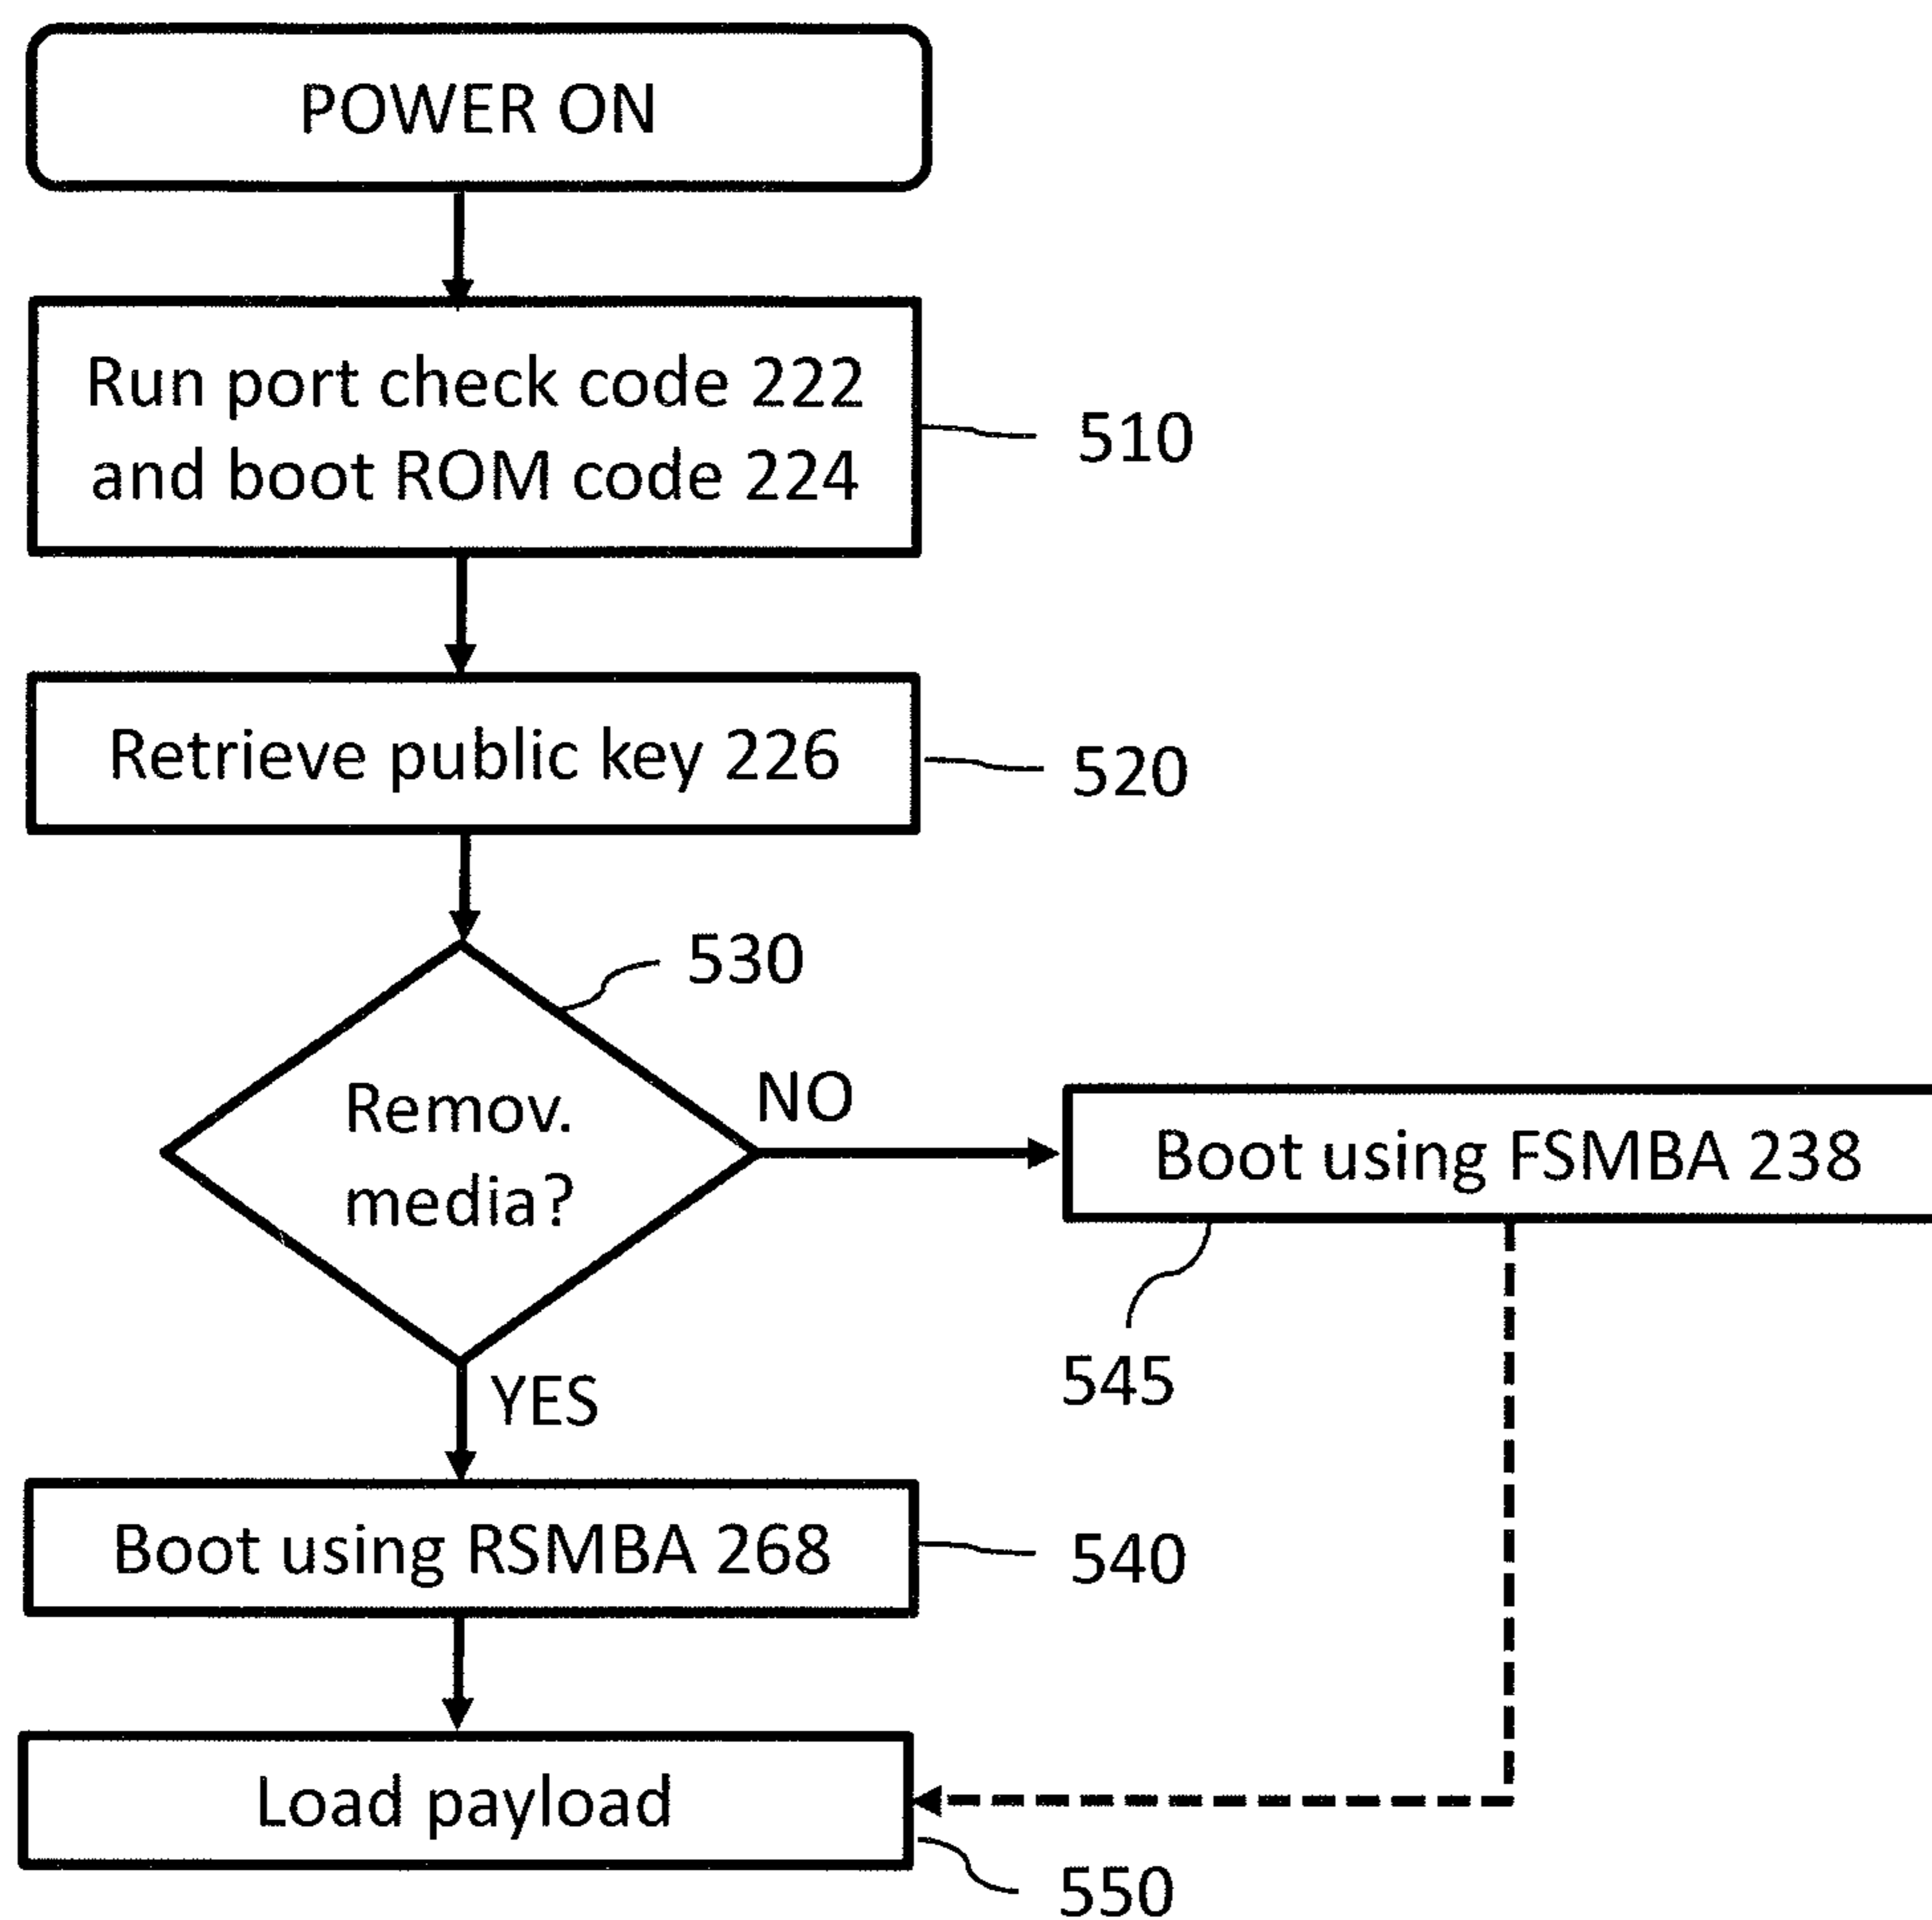 POWER ON
Run port check code 222
and boot ROM code 224
510
Retrieve public key 226
520
530
Remov.
media?
NO
Boot using FSMBA 238
545
YES
Boot using RSMBA 268
540
Load payload
550